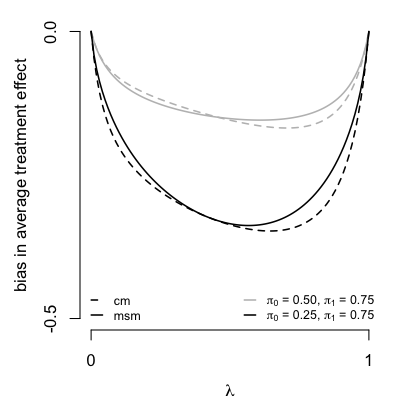 0.0
bias in average treatment effect
-0.5
cm
msm
π0 = 0.50, π1 = 0.75
π0 = 0.25, π1 = 0.75
0
1
λ